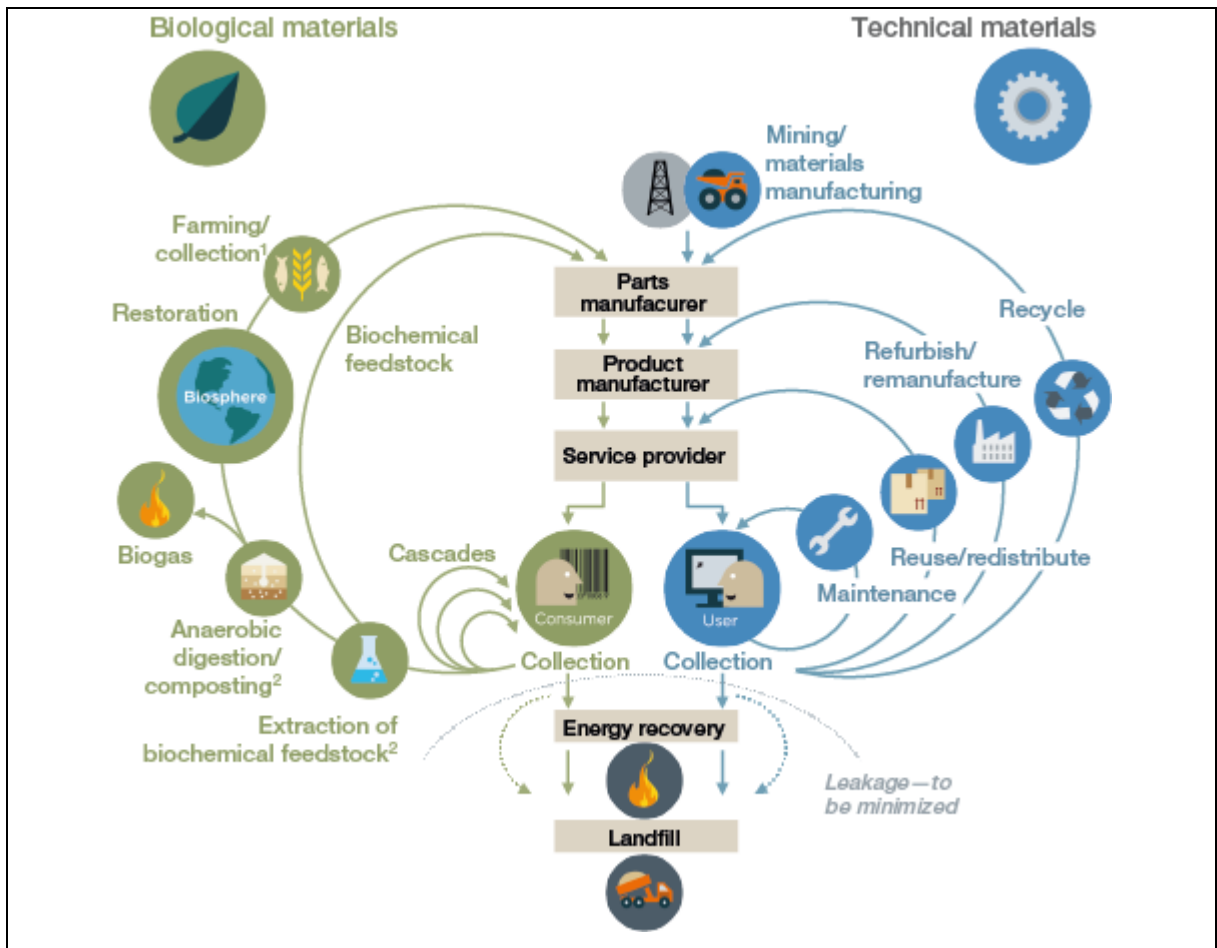 Biological materials
Technical materials
Mining/
materials
manufacturing
Farming/
collection¹
Restoration
Biosphere
Biochemical
feedstock
Parts
manufacurer
Recycle
Product
manufacturer
Refurbish/
remanufacture
Service provider
Biogas
Cascades
Consumer
User
Reuse/redistribute
Maintenance
Anaerobic
digestion/
composting²
Collection
Collection
Extraction of
biochemical feedstock²
Energy recovery
Leakage—to
be minimized
Landfill